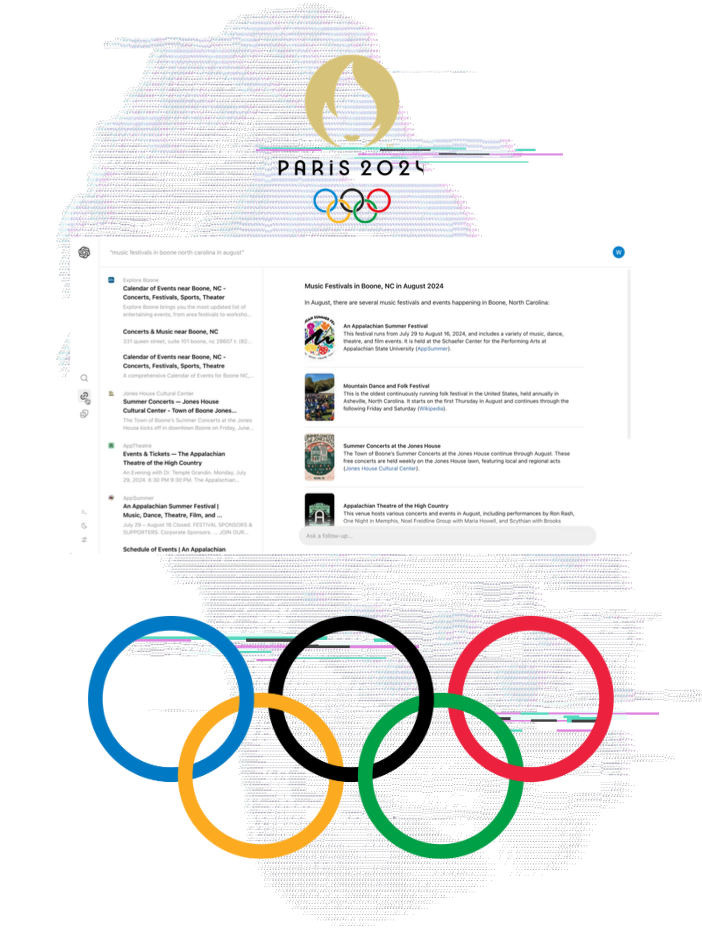 PARIS 2024
"music festivals in boone north carolina in august"
W
Explore Boone
Calendar of Events near Boone, NC -
Concerts, Festivals, Sports, Theater
Explore Boone brings you the most updated list of
entertaining events, from area festivals to worksho...
Concerts & Music near Boone, NC
331 queen street, suite 101 boone, nc 28607 t: (82...
Calendar of Events near Boone, NC -
Concerts, Festivals, Sports, Theatre
A comprehensive Calendar of Events for Boone NC,...
Jones House Cultural Center
Summer Concerts — Jones House
Cultural Center - Town of Boone Jones...
The Town of Boone's Summer Concerts at the Jones
House kicks off in downtown Boone on Friday, June...
AppTheatre
Events & Tickets — The Appalachian
Theatre of the High Country
An Evening with Dr. Temple Grandin. Monday, July
29, 2024 6:30 PM 9:30 PM. The Appalachian...
AppSummer
An Appalachian Summer Festival |
Music, Dance, Theatre, Film, and ...
July 29 – August 16 Closed. FESTIVAL SPONSORS &
SUPPORTERS. Corporate Sponsors. ... JOIN OUR...
Schedule of Events | An Appalachian
Music Festivals in Boone, NC in August 2024
In August, there are several music festivals and events happening in Boone, North Carolina:
An Appalachian Summer Festival
This festival runs from July 29 to August 16, 2024, and includes a variety of music, dance,
theatre, and film events. It is held at the Schaefer Center for the Performing Arts at
Appalachian State University (AppSummer).
Mountain Dance and Folk Festival
This is the oldest continuously running folk festival in the United States, held annually in
Asheville, North Carolina. It starts on the first Thursday in August and continues through the
following Friday and Saturday (Wikipedia).
Summer Concerts at the Jones House
The Town of Boone's Summer Concerts at the Jones House continue through August. These
free concerts are held weekly on the Jones House lawn, featuring local and regional acts
(Jones House Cultural Center).
Appalachian Theatre of the High Country
This venue hosts various concerts and events in August, including performances by Ron Rash,
One Night in Memphis, Noel Freidline Group with Maria Howell, and Scythian with Brooks
Ask a follow-up...